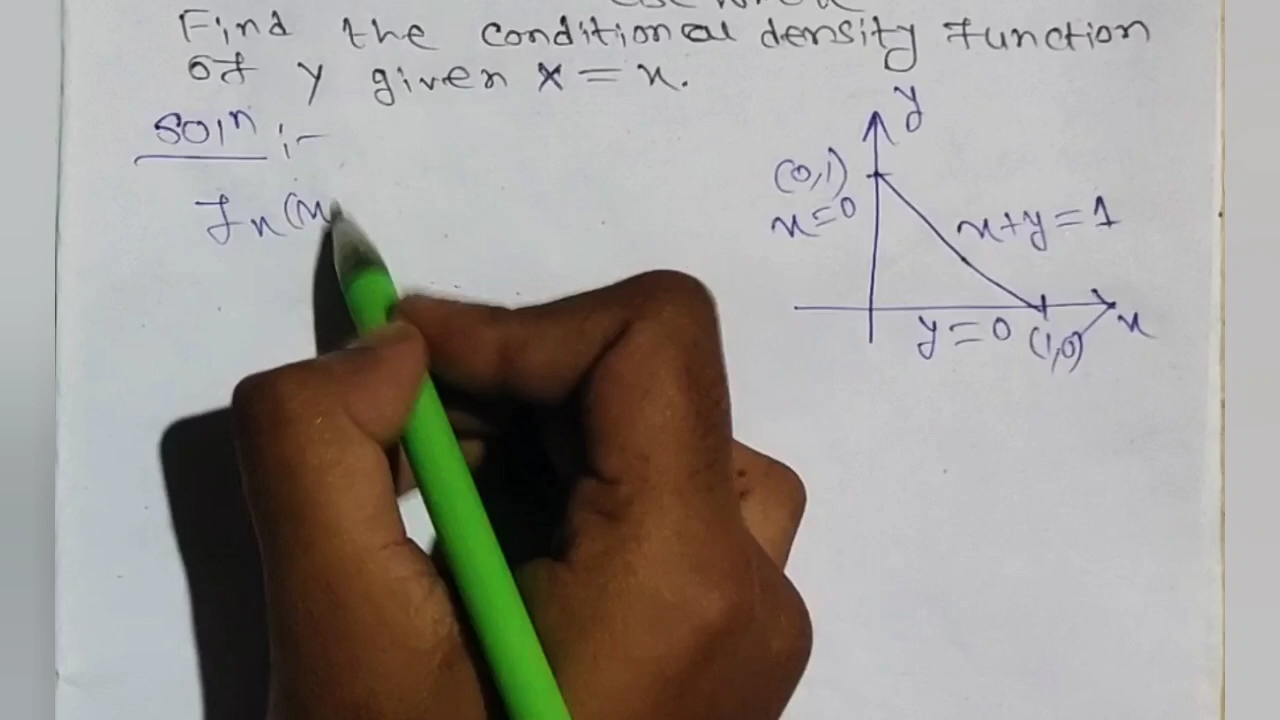 Find the conditional density function
of y given x = x.
Solⁿ :-
fx(x
y
(0,1)
x=0
x+y=1
y=0
(1,0)
x